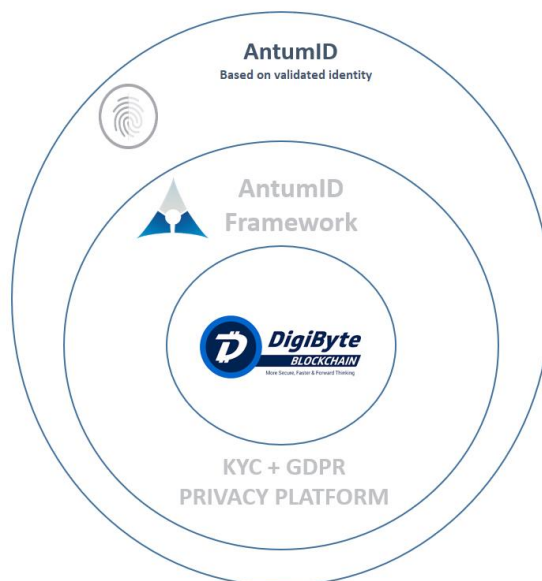 AntumID
Based on validated identity
AntumID
Framework
DigiByte
BLOCKCHAIN
More Secure, Faster & Forward Thinking
KYC + GDPR
PRIVACY PLATFORM